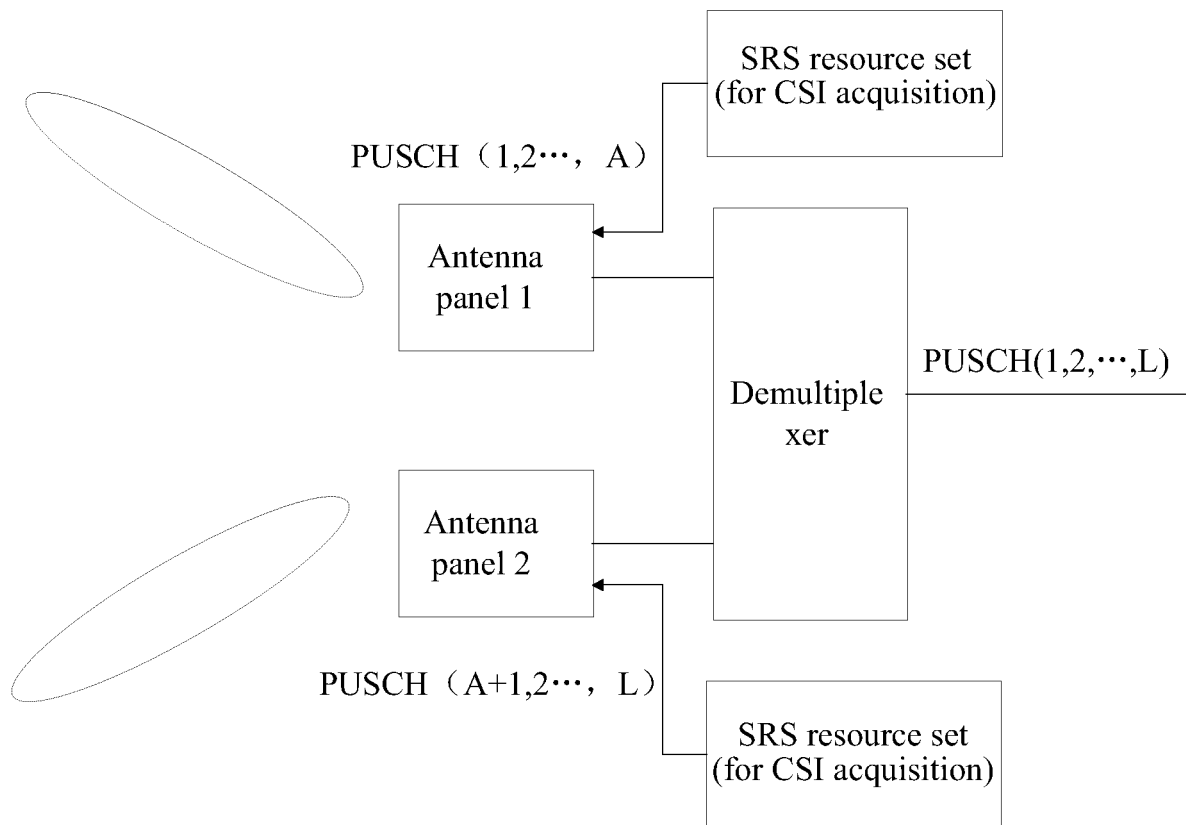 SRS resource set
(for CSI acquisition)
PUSCH（1,2⋯，A）
Antenna
panel 1
PUSCH(1,2,⋯,L)
Demultiple
xer
Antenna
panel 2
PUSCH（A+1,2⋯，L）
SRS resource set
(for CSI acquisition)